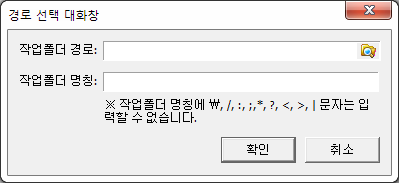 경로 선택 대화창
작업폴더 경로:
작업폴더 명칭:
※ 작업폴더 명칭에 ₩, /, :, ;,*, ?, <, >, | 문자는 입
력할 수 없습니다.
확인 취소